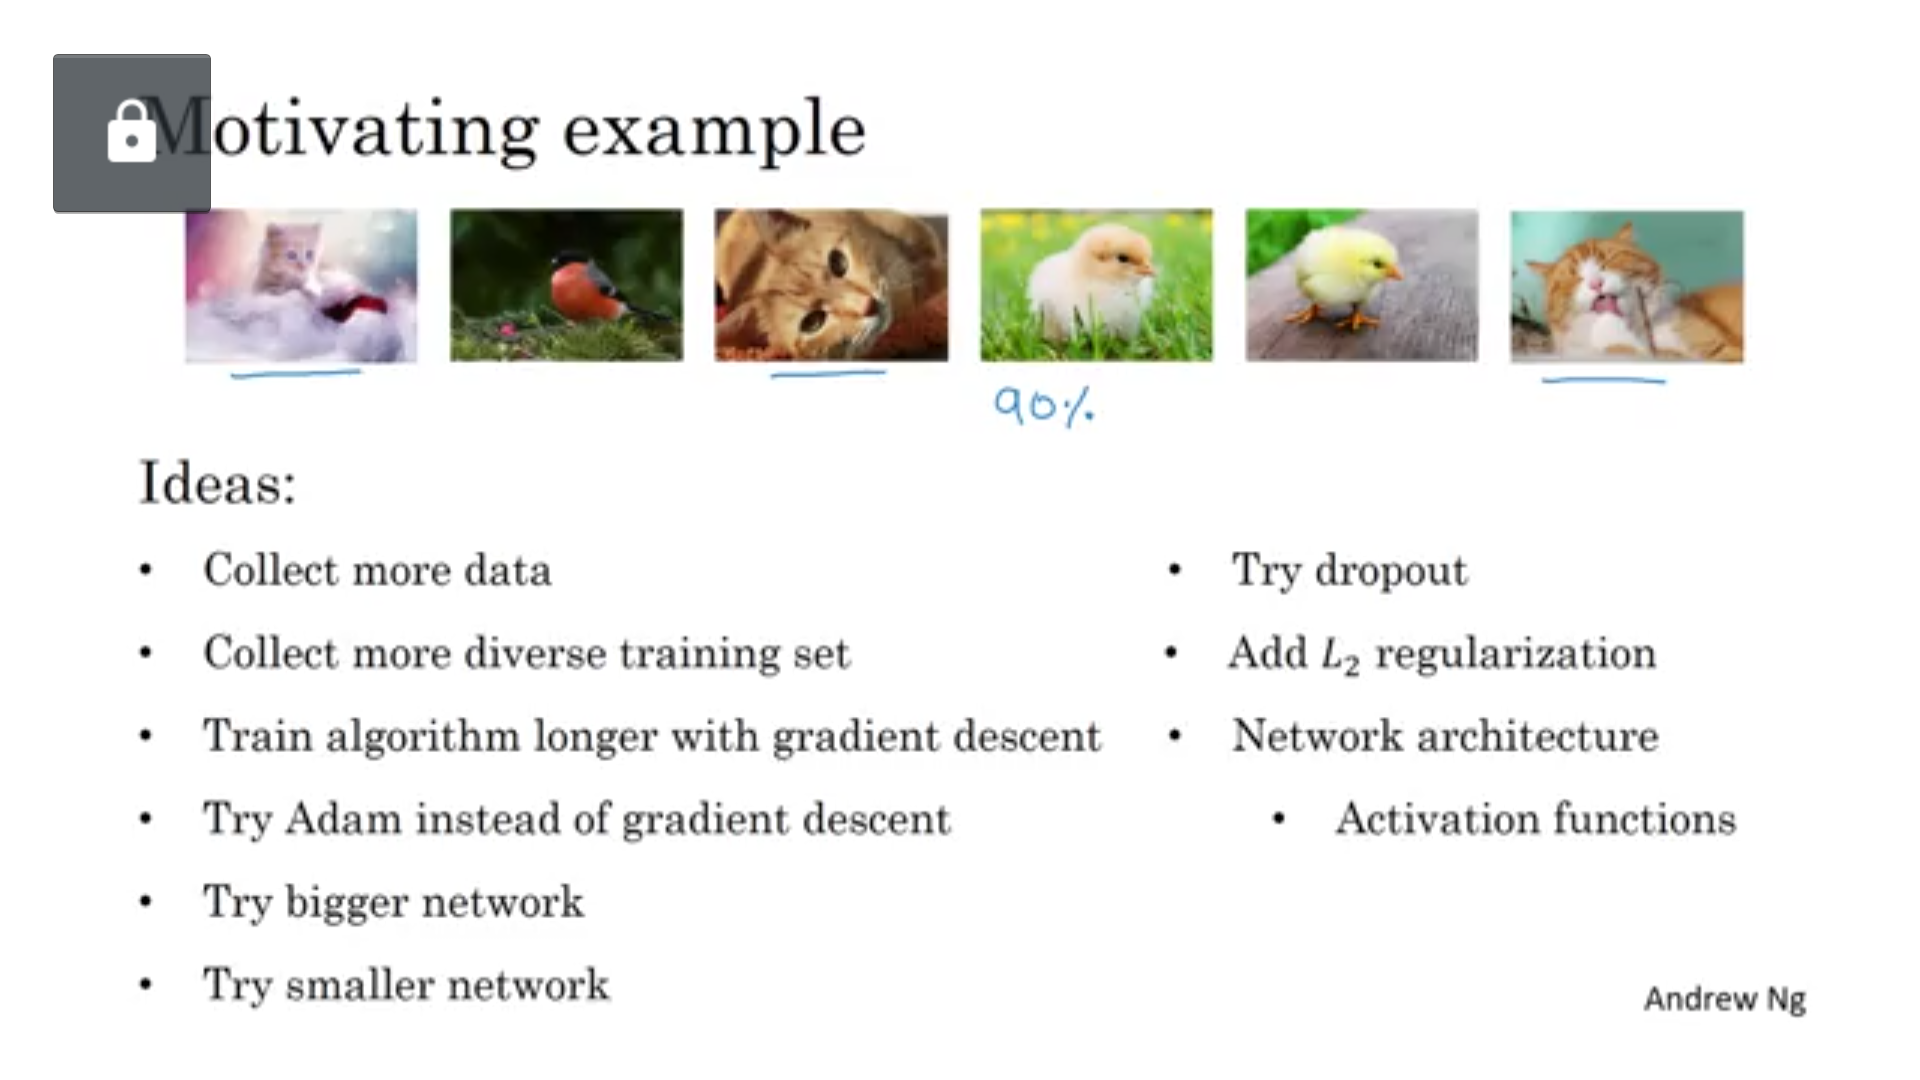 Motivating example
90%
Ideas:
• Collect more data
• Collect more diverse training set
• Train algorithm longer with gradient descent
• Try Adam instead of gradient descent
• Try bigger network
• Try smaller network
• Try dropout
• Add L₂ regularization
• Network architecture
• Activation functions
Andrew Ng